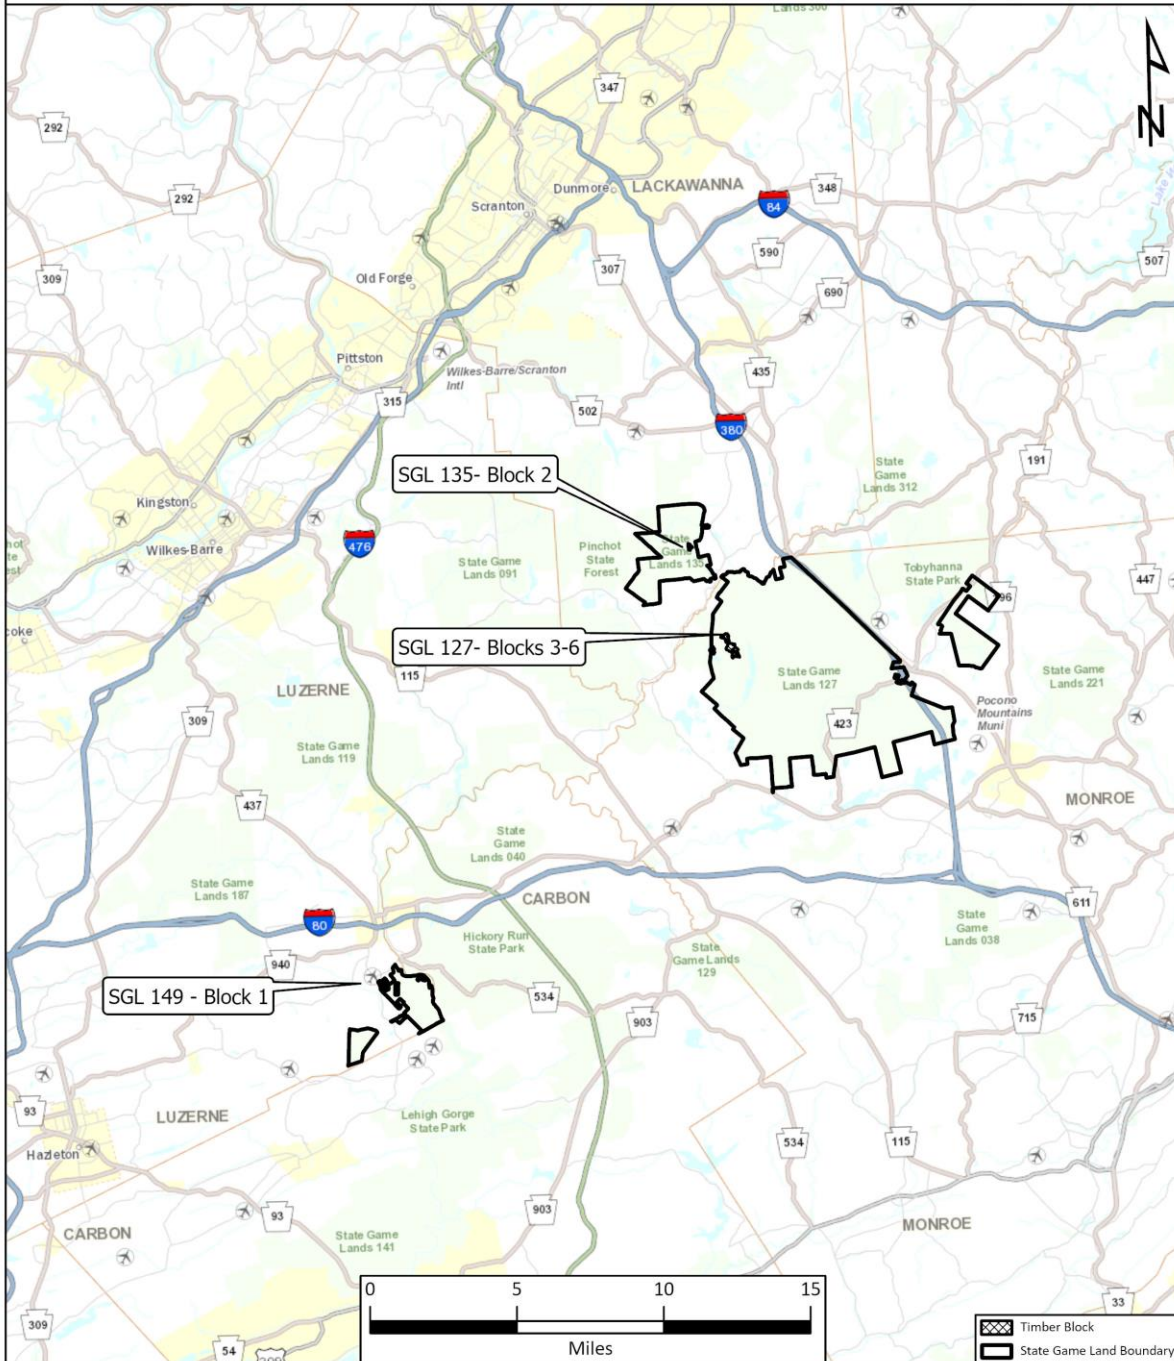 Lands 300
347
292
292
Dunmore
LACKAWANNA
Scranton
84
348
309
Old Forge
307
590
507
690
Pittston
Wilkes-Barre/Scranton
Intl
315
435
502
380
SGL 135- Block 2
State
Game
Lands 312
191
Kingston
Wilkes-Barre
476
State Game
Lands 091
Pinchot
State
Forest
State
Game
Lands 135
Tobyhanna
State Park
447
96
coke
SGL 127- Blocks 3-6
115
LUZERNE
State Game
Lands 127
State Game
Lands 221
309
423
Pocono
Mountains
Muni
State Game
Lands 119
437
MONROE
State
Game
Lands 040
State Game
Lands 187
CARBON
80
611
Hickory Run
State Park
State
Game Lands
129
State
Game
Lands 038
940
SGL 149 - Block 1
534
903
715
93
LUZERNE
Lehigh Gorge
State Park
Hazleton
534
115
93
903
CARBON
State Game
Lands 141
MONROE
0 5 10 15
Miles
33
309
54
Timber Block
State Game Land Boundary
N